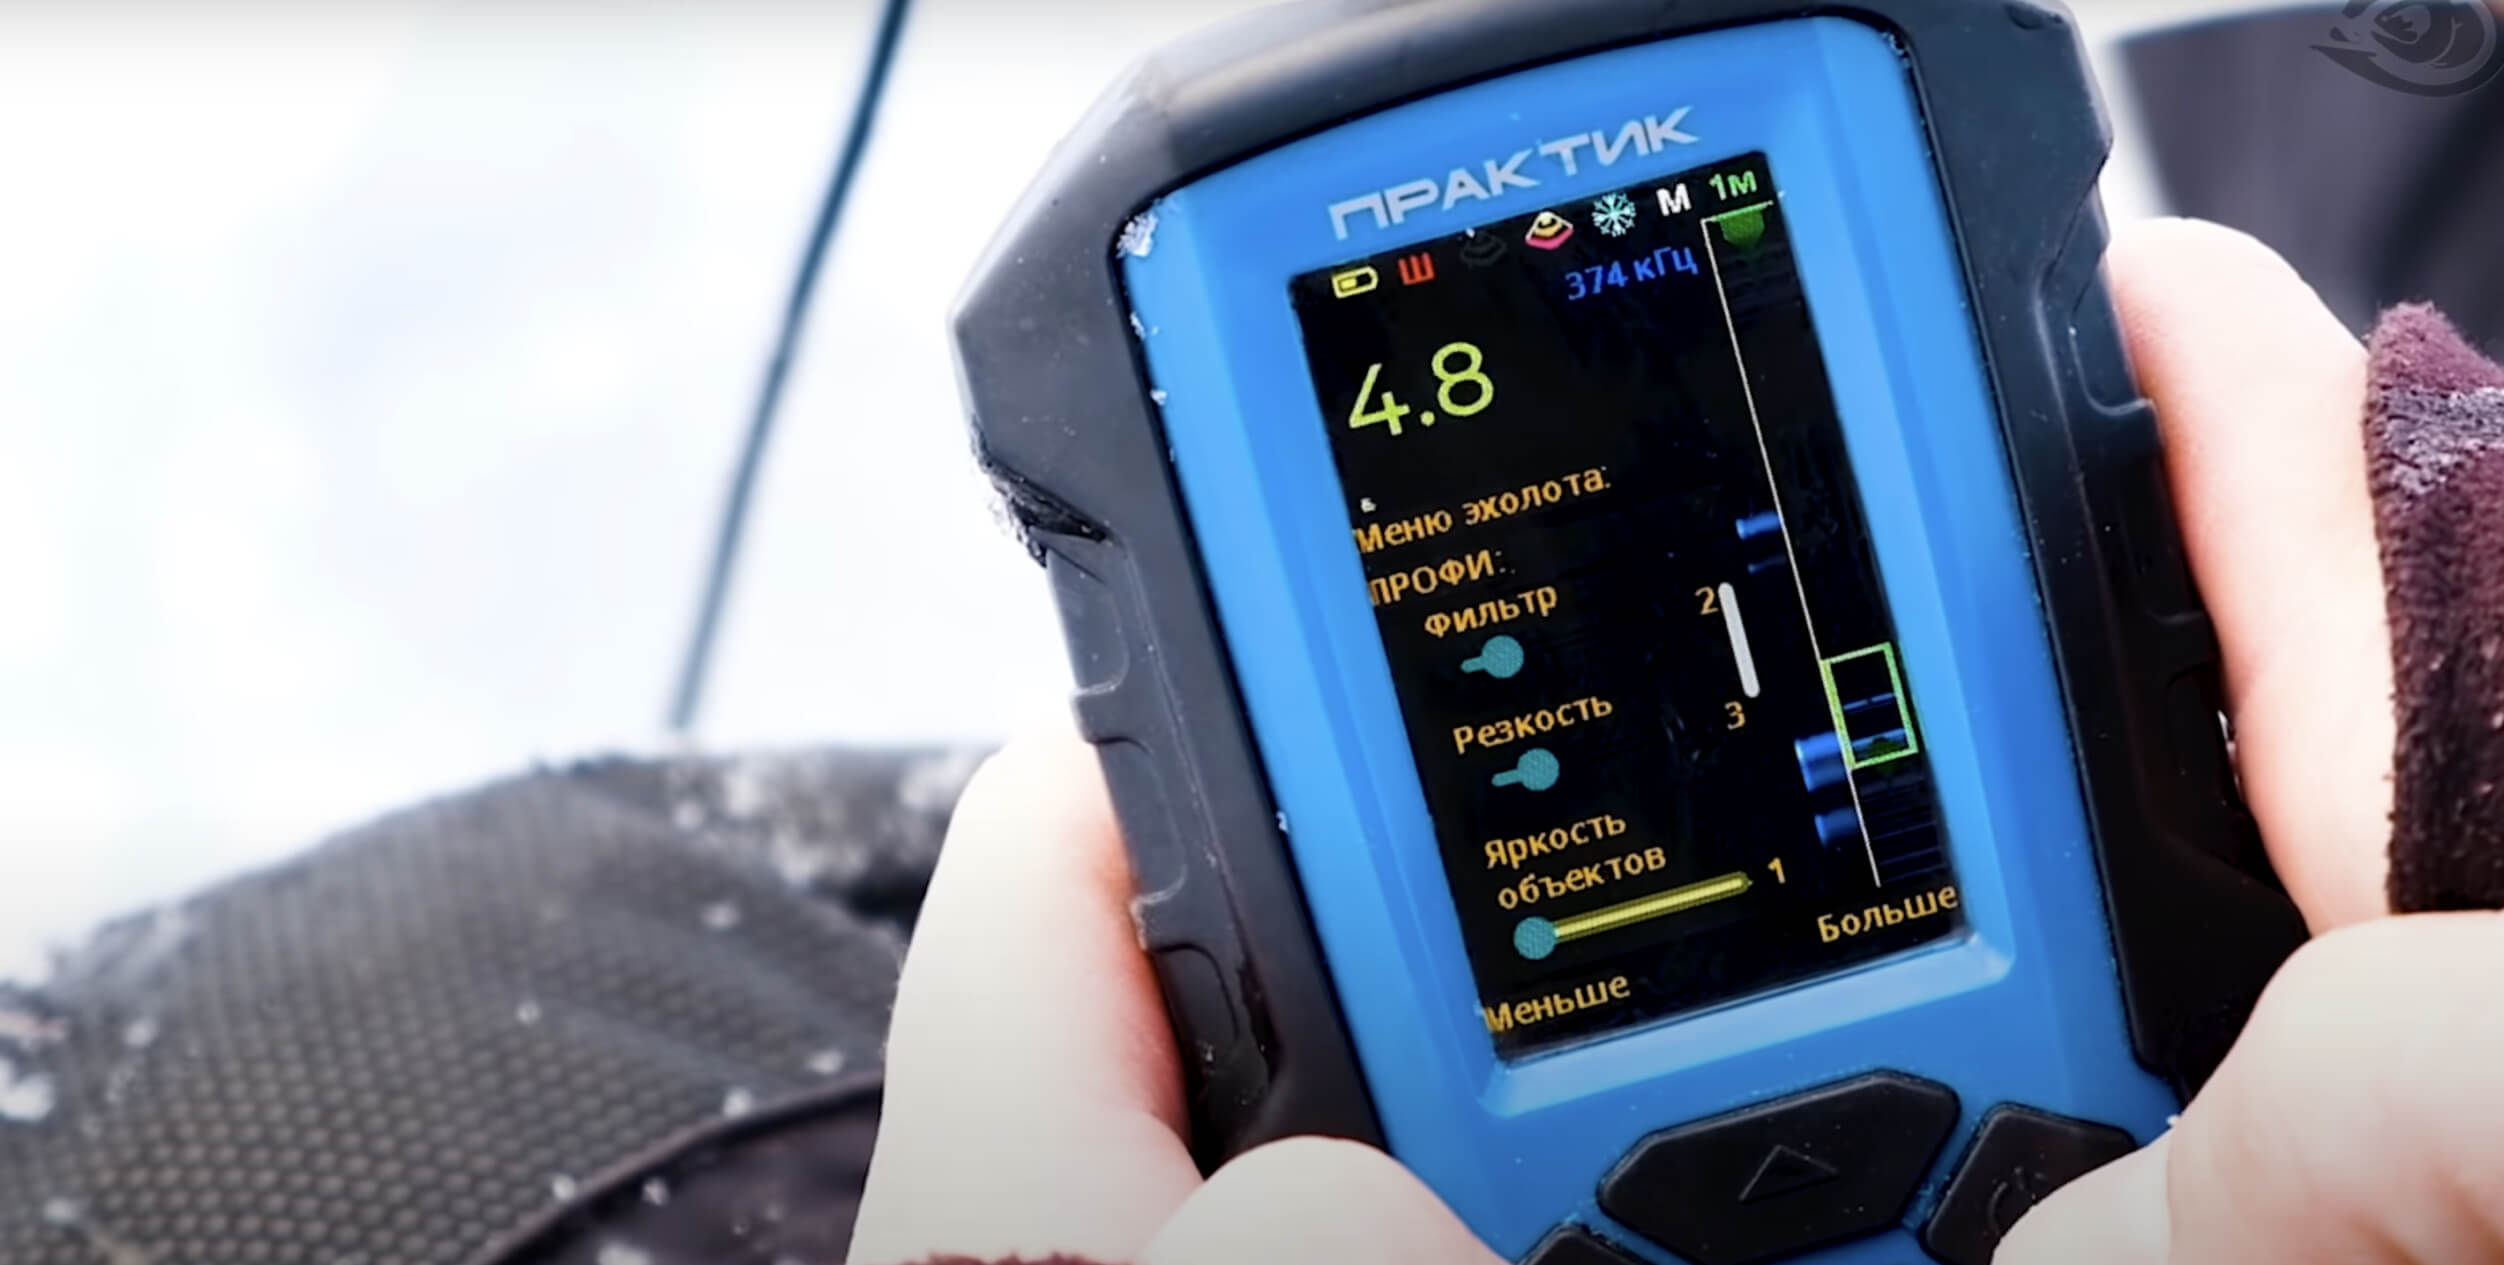 ПРАКТИК
Ш М 1м
374 кГц
4.8
Меню эхолота:
ПРОФИ:
Фильтр
2
Резкость
3
Яркость
объектов
1
Больше
Меньше